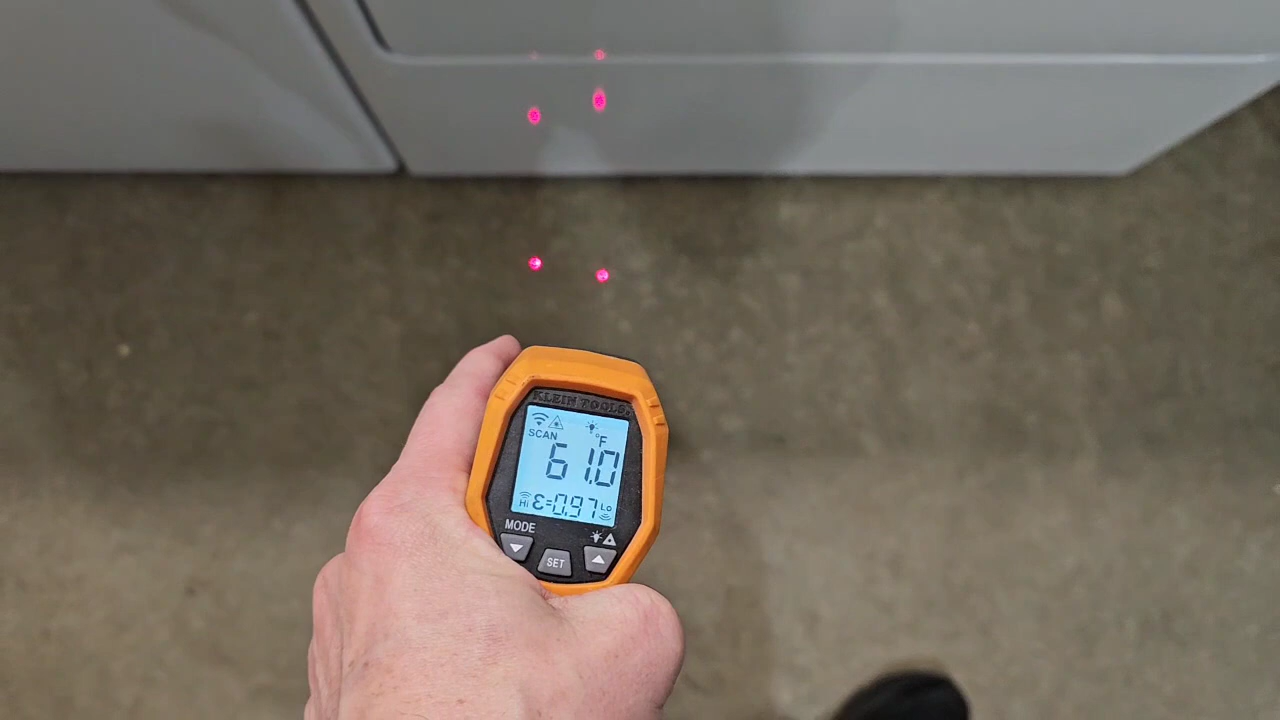 KLEIN TOOLS.
SCAN °F
61.0
Hi ε=0.97 Lo
MODE
SET